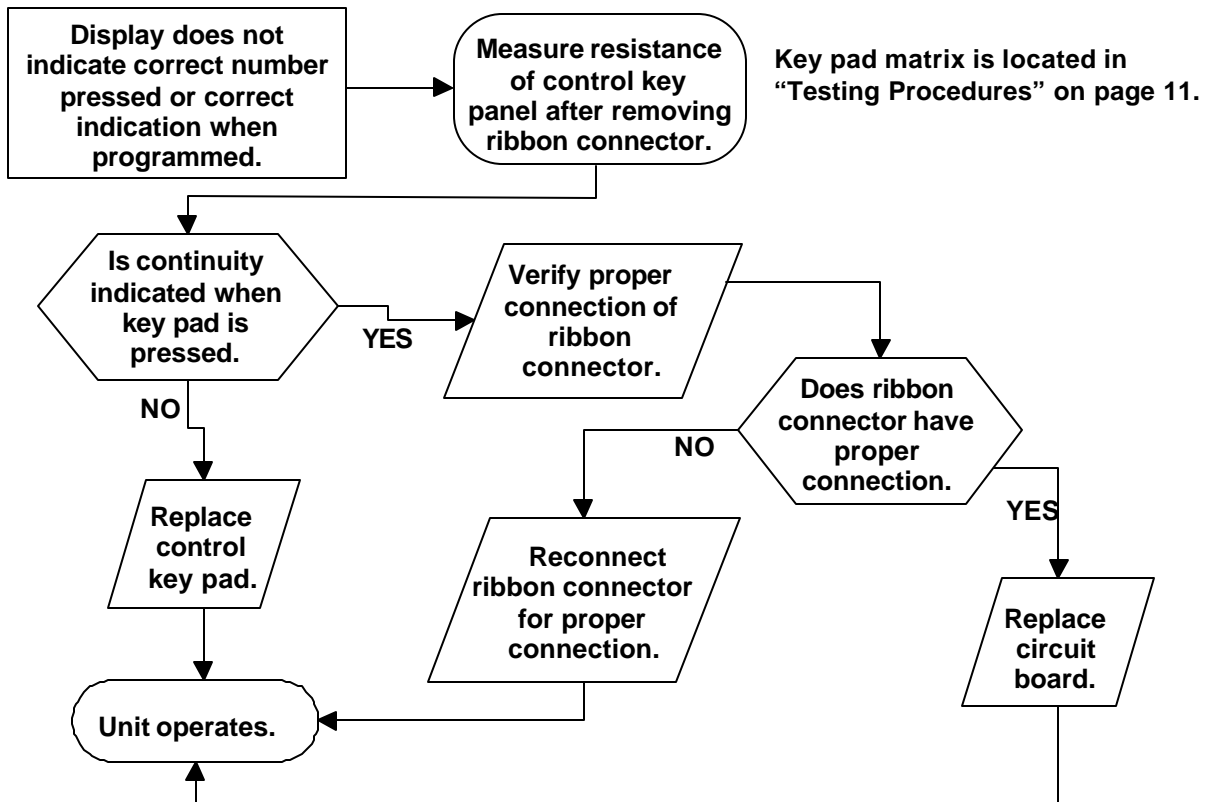 Display does not
indicate correct number
pressed or correct
indication when
programmed.
Measure resistance
of control key
panel after removing
ribbon connector.
Key pad matrix is located in
“Testing Procedures” on page 11.
Is continuity
indicated when
key pad is
pressed.
YES
Verify proper
connection of
ribbon
connector.
NO
Does ribbon
connector have
proper
connection.
NO
YES
Replace
control
key pad.
Reconnect
ribbon connector
for proper
connection.
Replace
circuit
board.
Unit operates.